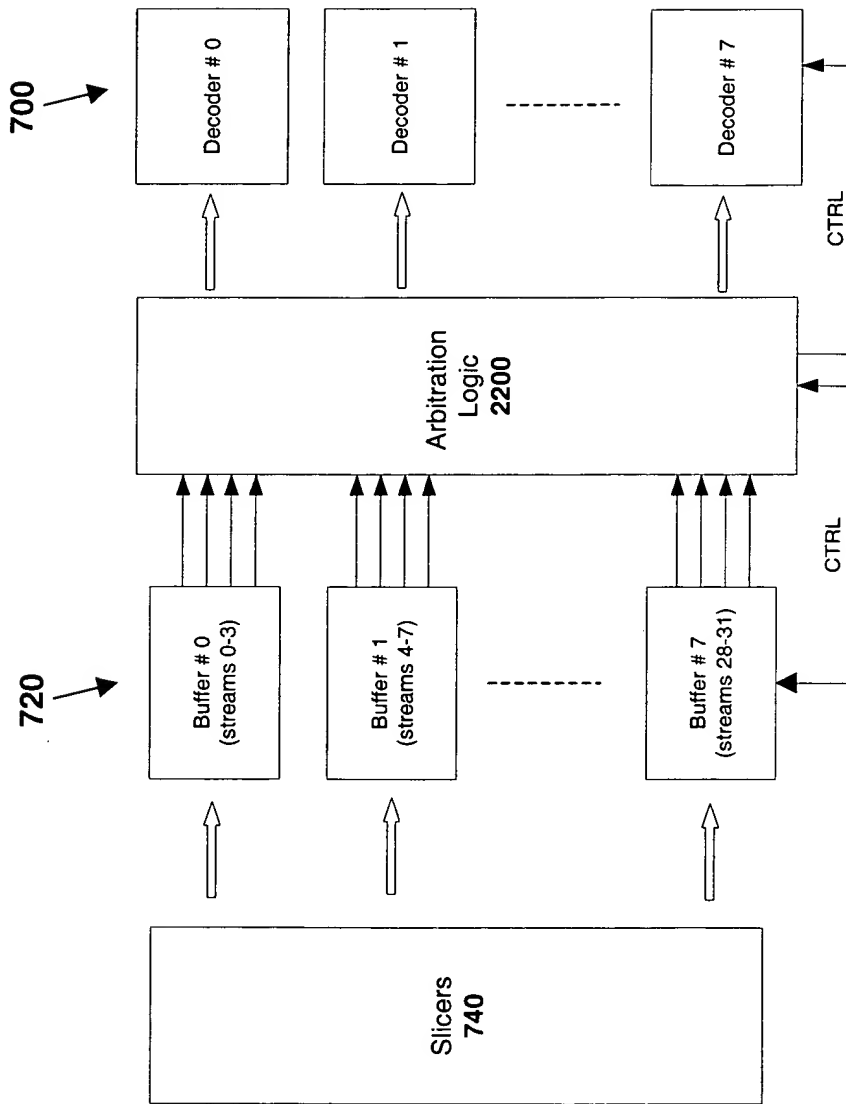 700
Decoder # 0
Decoder # 1
Decoder # 7
CTRL
Arbitration
Logic
2200
CTRL
720
Buffer # 0
(streams 0-3)
Buffer # 1
(streams 4-7)
Buffer # 7
(streams 28-31)
Slicers
740